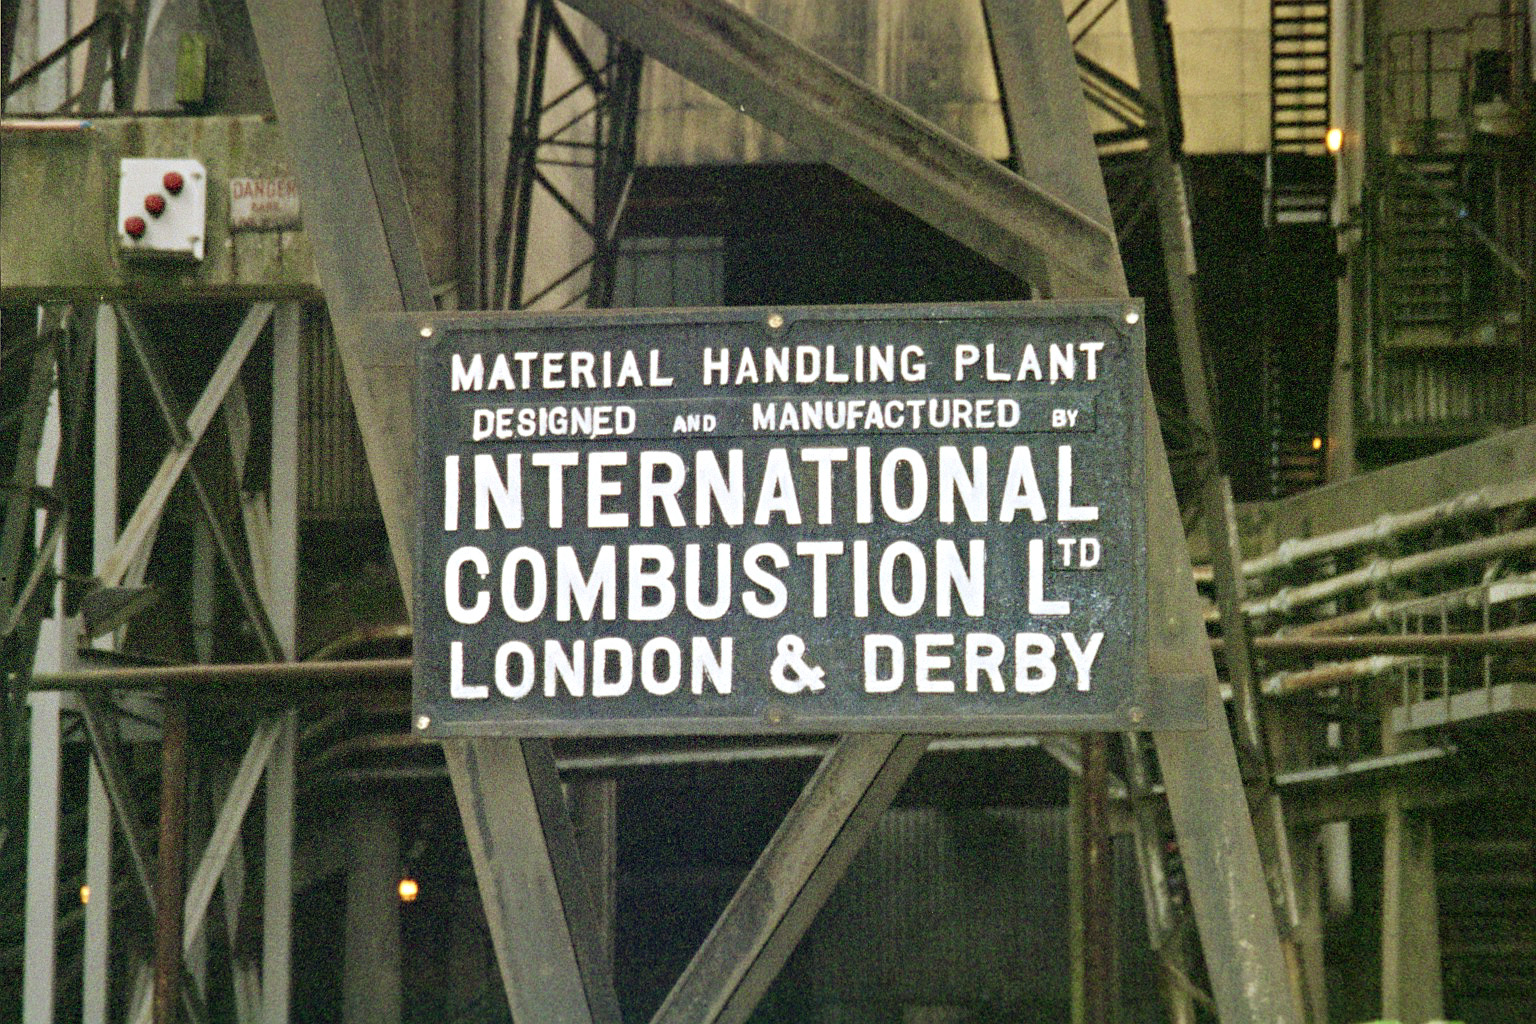 DANGER
MATERIAL HANDLING PLANT
DESIGNED AND MANUFACTURED BY
INTERNATIONAL
COMBUSTION LTD
LONDON & DERBY